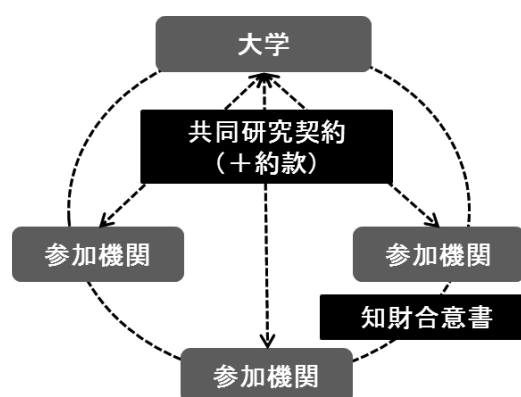 大学
共同研究契約
（＋約款）
参加機関
参加機関
知財合意書
参加機関